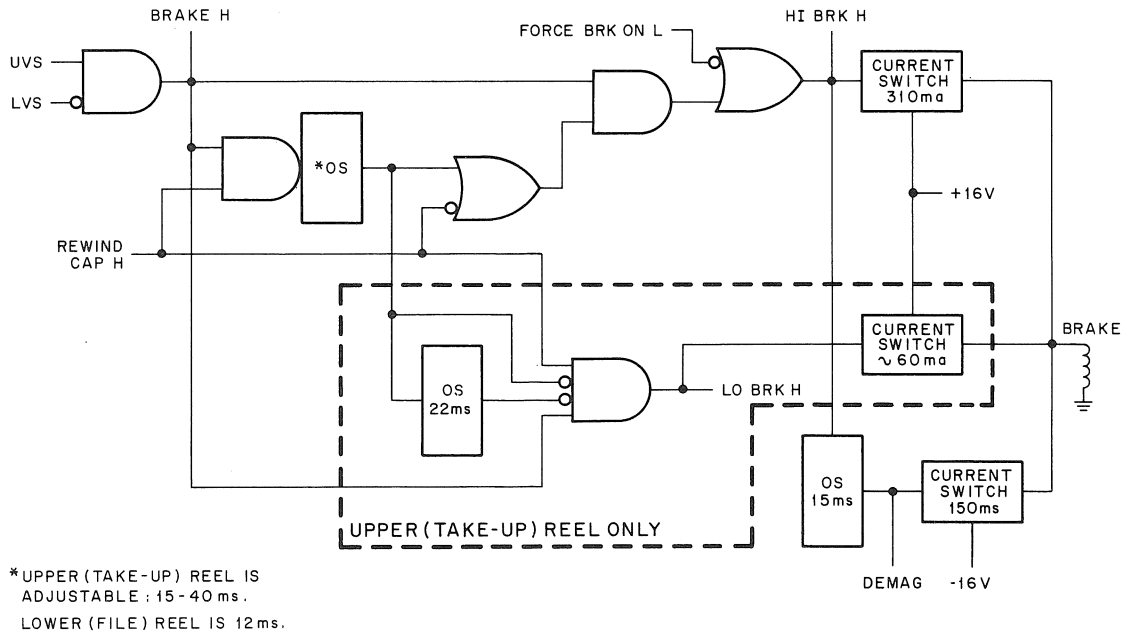 BRAKE H
HI BRK H
FORCE BRK ON L
UVS
LVS
CURRENT
SWITCH
310ma
*OS
+16V
REWIND
CAP H
CURRENT
SWITCH
~60ma
BRAKE
OS
22ms
LO BRK H
OS
15ms
CURRENT
SWITCH
150ms
UPPER (TAKE-UP) REEL ONLY
DEMAG
-16V
*UPPER (TAKE-UP) REEL IS
ADJUSTABLE : 15-40 ms.
LOWER (FILE) REEL IS 12ms.